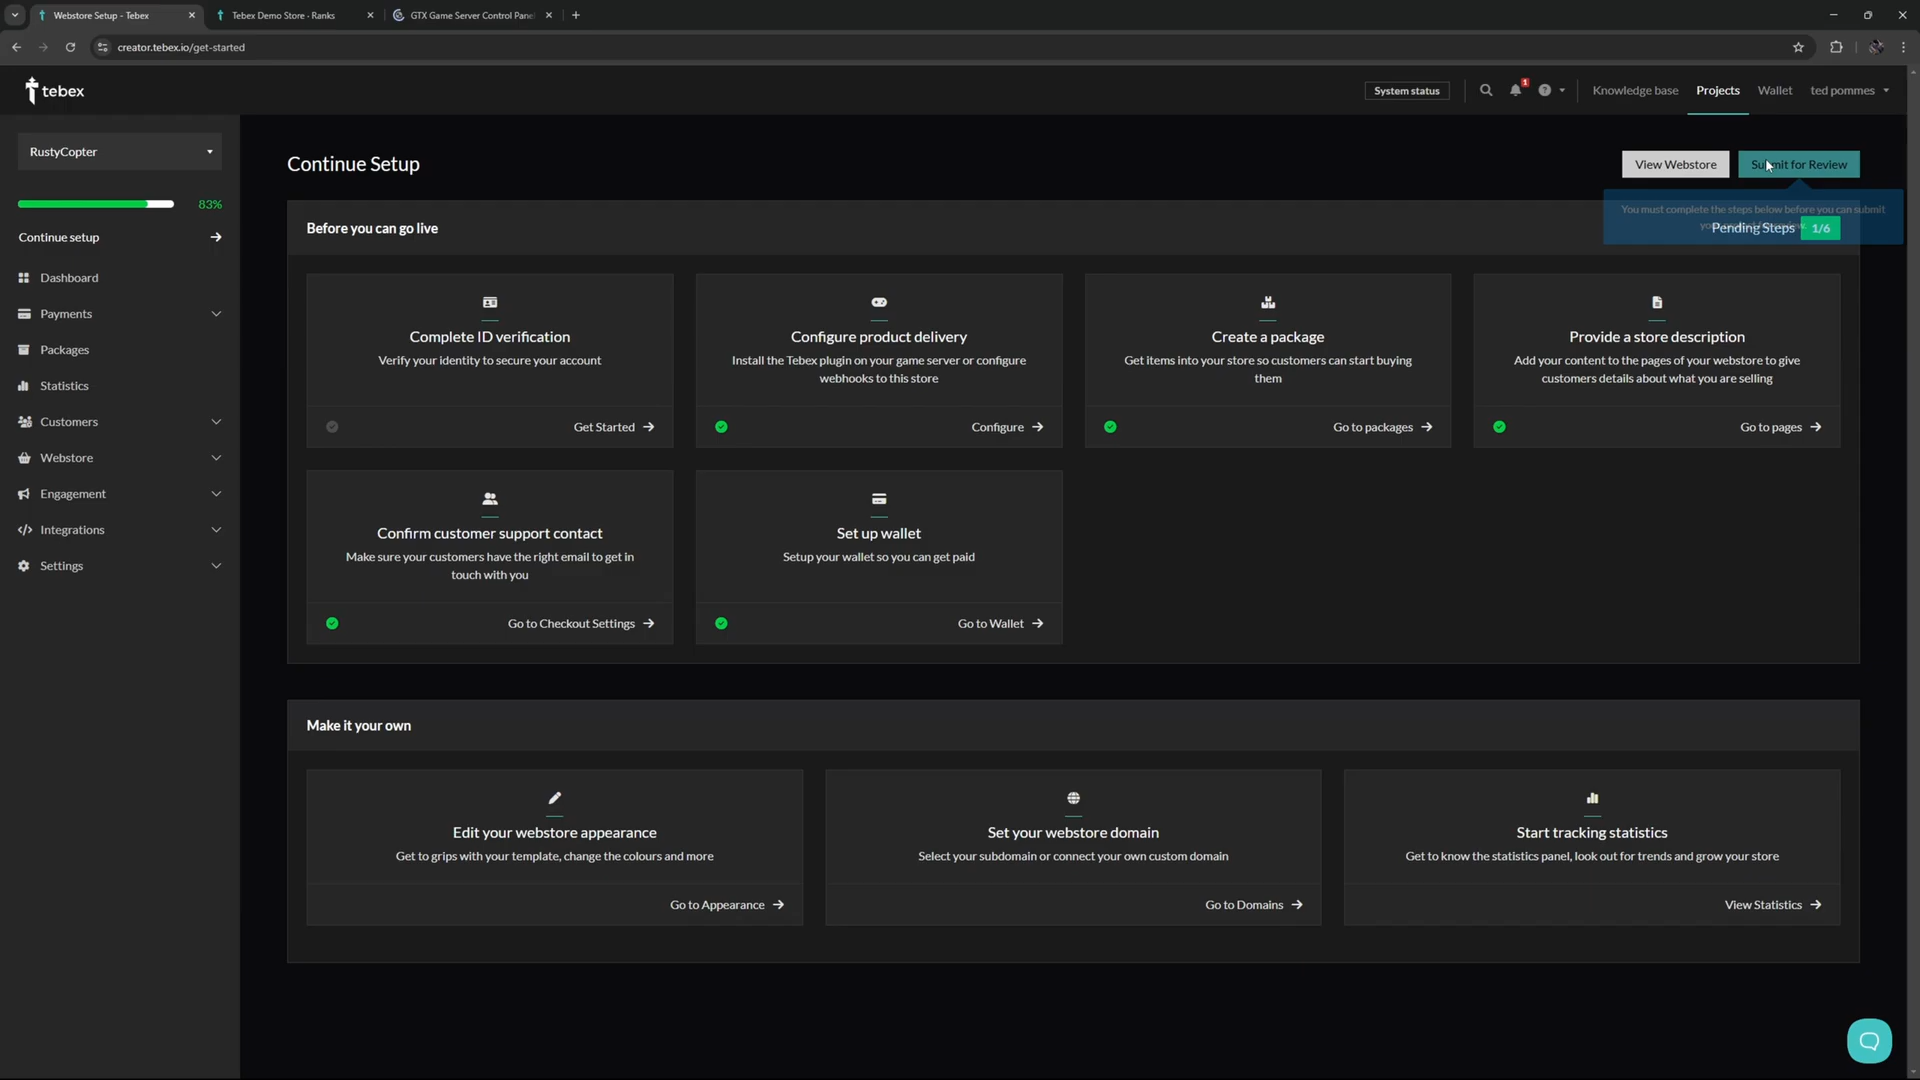 Webstore Setup - Tebex
Tebex Demo Store - Ranks
GTX Game Server Control Pane
creator.tebex.io/get-started
tebex
System status
1
Knowledge base
Projects
Wallet
ted pommes
RustyCopter
83%
Continue setup
Dashboard
Payments
Packages
Statistics
Customers
Webstore
Engagement
Integrations
Settings
Continue Setup
View Webstore
Submit for Review
You must complete the steps below before you can submit
Before you can go live
Pending Steps 1/6
Complete ID verification
Verify your identity to secure your account
Get Started
Configure product delivery
Install the Tebex plugin on your game server or configure
webhooks to this store
Configure
Create a package
Get items into your store so customers can start buying
them
Go to packages
Provide a store description
Add your content to the pages of your webstore to give
customers details about what you are selling
Go to pages
Confirm customer support contact
Make sure your customers have the right email to get in
touch with you
Go to Checkout Settings
Set up wallet
Setup your wallet so you can get paid
Go to Wallet
Make it your own
Edit your webstore appearance
Get to grips with your template, change the colours and more
Go to Appearance
Set your webstore domain
Select your subdomain or connect your own custom domain
Go to Domains
Start tracking statistics
Get to know the statistics panel, look out for trends and grow your store
View Statistics